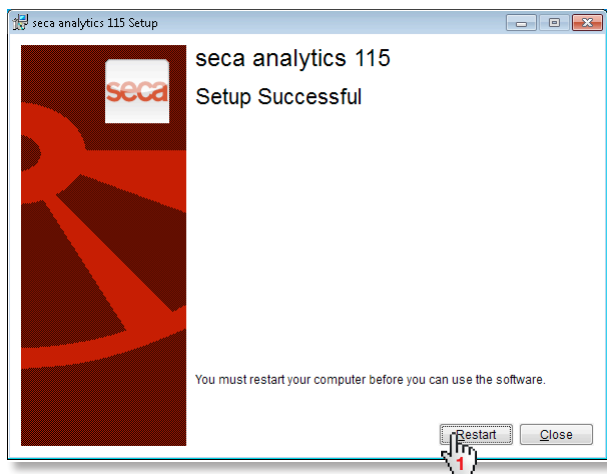 seca analytics 115 Setup
seca analytics 115
seca
Setup Successful
You must restart your computer before you can use the software.
Restart Close
1